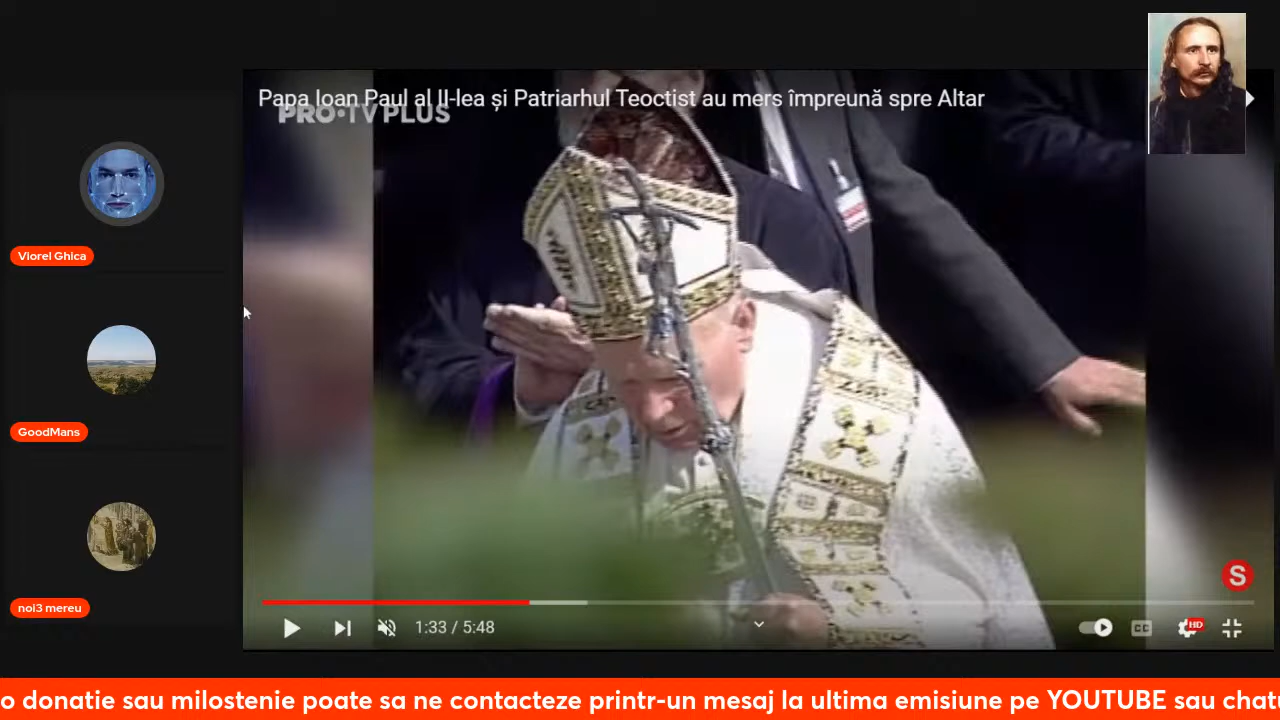 Papa Ioan Paul al II-lea și Patriarhul Teoctist au mers împreună spre Altar
PRO•TV PLUS
Viorel Ghica
GoodMans
noi3 mereu
S
1:33 / 5:48
CC
HD
o donatie sau milostenie poate sa ne contacteze printr-un mesaj la ultima emisiune pe YOUTUBE sau chat